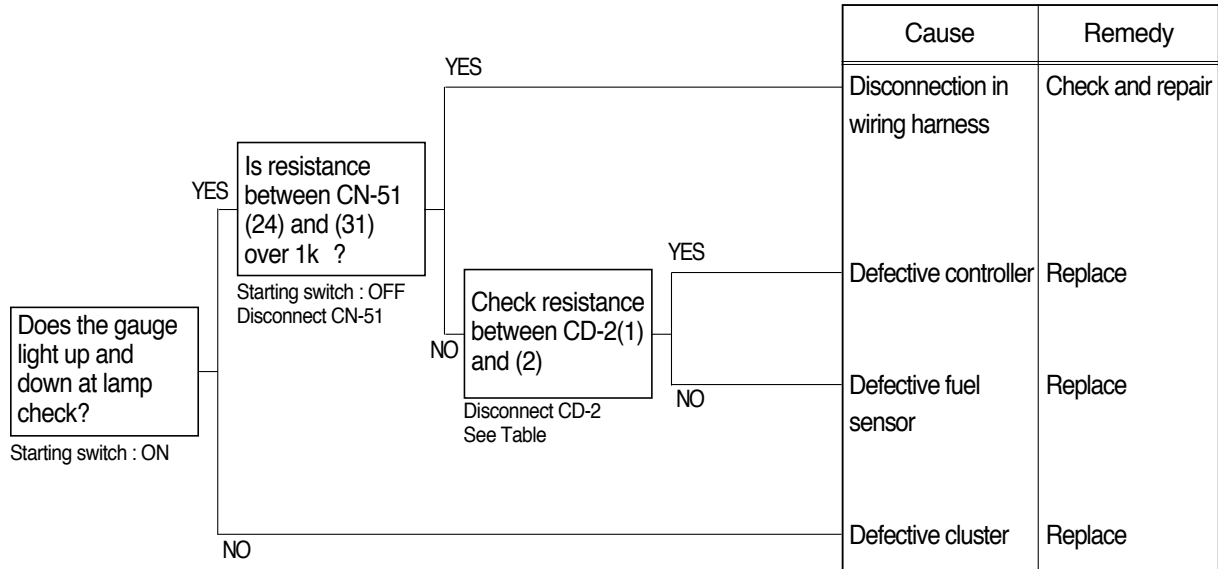 Does the gauge
light up and
down at lamp
check?
Starting switch : ON
YES
NO
Is resistance
between CN-51
(24) and (31)
over 1k ?
Starting switch : OFF
Disconnect CN-51
YES
NO
Check resistance
between CD-2(1)
and (2)
Disconnect CD-2
See Table
YES
NO
Cause Remedy
Disconnection in Check and repair
wiring harness
Defective controller Replace
Defective fuel Replace
sensor
Defective cluster Replace